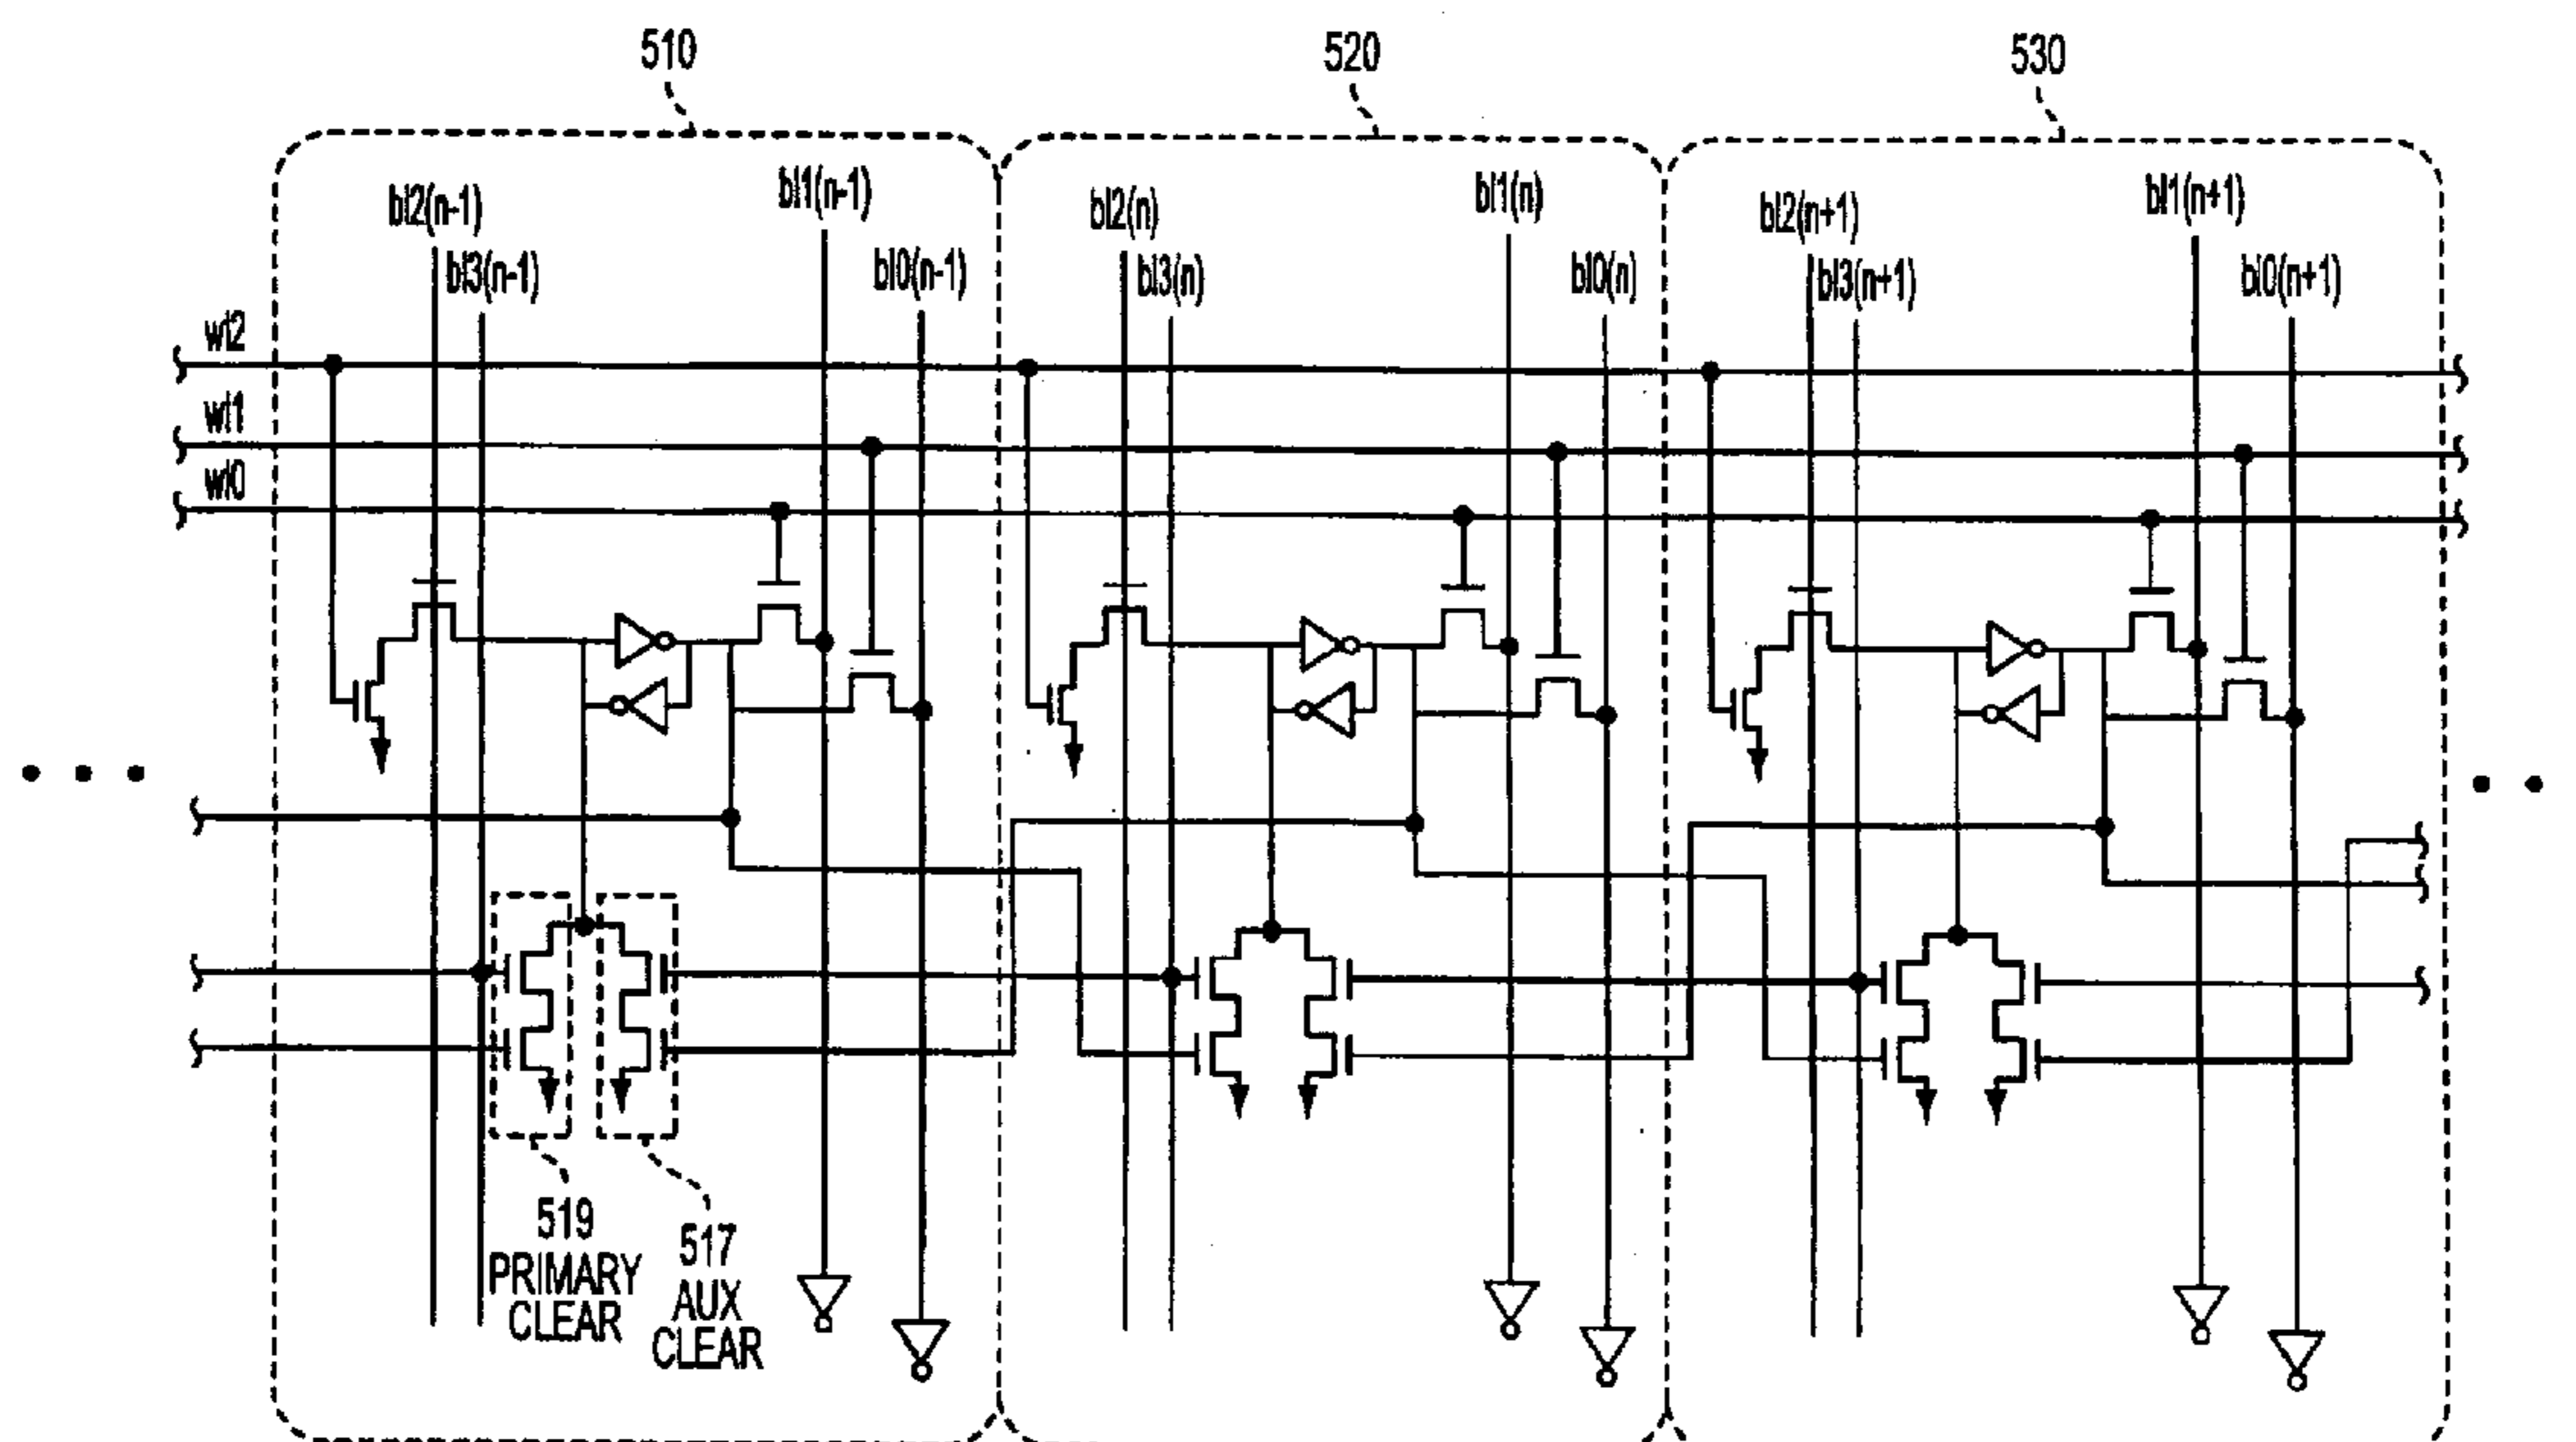 510
520
530
bl2(n-1)
bl3(n-1)
bl1(n-1)
bl0(n-1)
bl2(n)
bl3(n)
bl1(n)
bl0(n)
bl2(n+1)
bl3(n+1)
bl1(n+1)
bl0(n+1)
wl2
wl1
wl0
519
PRIMARY
CLEAR
517
AUX
CLEAR